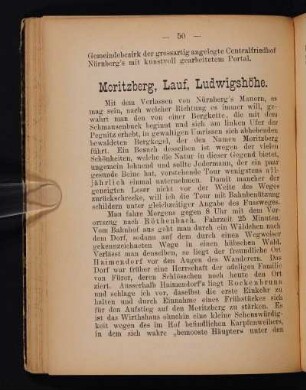 — 50 —
Gemeindebezirk der grossartig angelegte Centralfriedhof
Nürnberg's mit kunstvoll gearbeitetem Portal.
Moritzberg, Lauf, Ludwigshöhe.
Mit dem Verlassen von Nürnberg's Mauern, es
mag sein, nach welcher Richtung es immer will, ge-
wahrt man den von einer Bergkette, die mit dem
Schmausenbuck beginnt und sich am linken Ufer der
Pegnitz erhebt, in gewaltigen Umrissen sich abhebenden
bewaldeten Bergkegel, der den Namen Moritzberg
führt. Ein Besuch desselben ist wegen der vielen
Schönheiten, welche die Natur in dieser Gegend bietet,
ungemein lohnend und sollte Jedermann, der ein paar
gesunde Beine hat, vorstehende Tour wenigstens all-
jährlich einmal unternehmen. Damit mancher der
geneigten Leser nicht vor der Weite des Weges
zurückschrecke, will ich die Tour mit Bahnbenützung
schildern unter gleichzeitiger Angabe des Fussweges.
Man fahre Morgens gegen 8 Uhr mit dem Vor-
ortszug nach Röthenbach. Fahrzeit 25 Minuten.
Vom Bahnhof aus geht man durch ein Wäldchen nach
dem Dorf, sodann auf dem durch einen Wegweiser
gekennzeichneten Wege in einen hübschen Wald.
Verlässt man denselben, so liegt der freundliche Ort
Haimendorf vor den Augen des Wanderers. Das
Dorf war früher eine Herrschaft der adeligen Familie
von Fürer, deren Schlösschen noch heute den Ort
ziert. Ausserhalb Haimendorf's liegt Rockenbrunn
und schlage ich vor, daselbst die erste Einkehr zu
halten und durch Einnahme eines Frühstückes sich
für den Aufstieg auf den Moritzberg zu stärken. Es
ist das Wirthshaus ohnehin eine kleine Sehenswürdig-
keit wegen des im Hof befindlichen Karpfenweihers,
in dem sich wahre „bemooste Häupter“ unter den